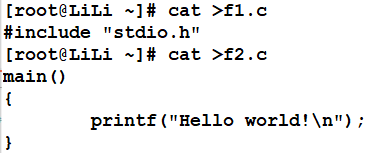 [root@LiLi ~]# cat >f1.c
#include "stdio.h"
[root@LiLi ~]# cat >f2.c
main()
{
        printf("Hello world!\n");
}